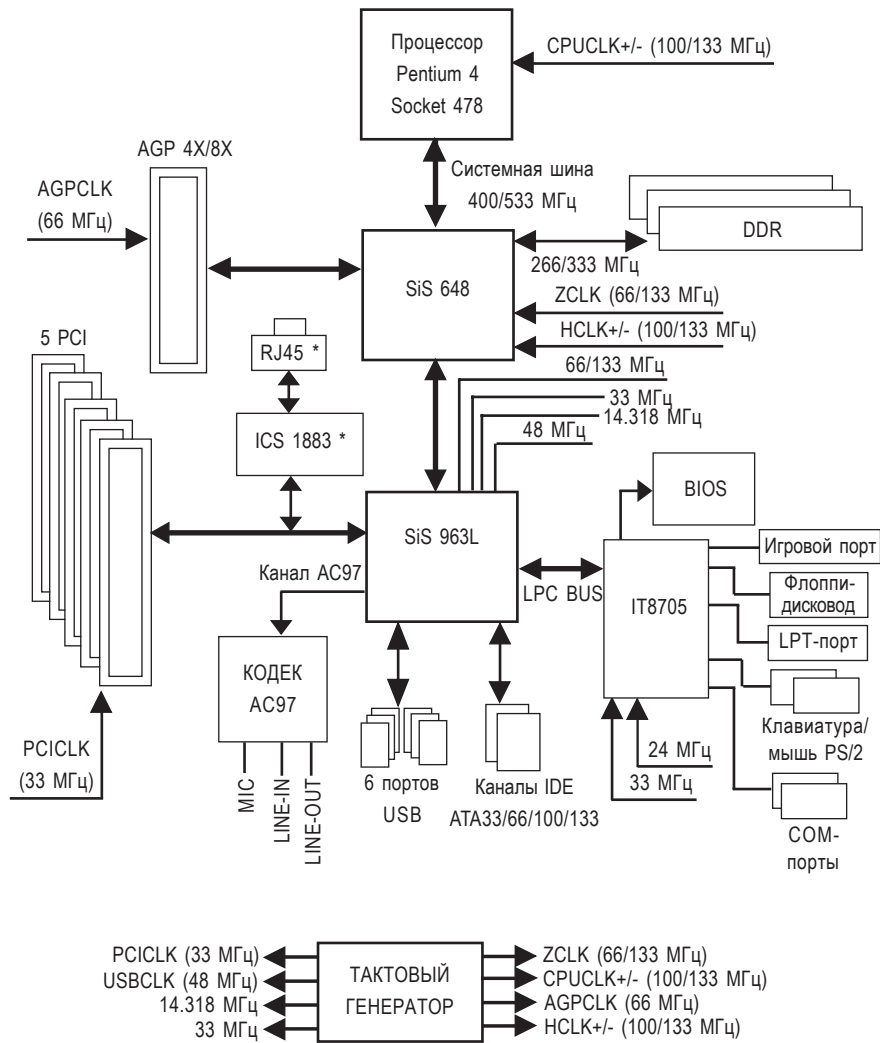 Процессор
Pentium 4
Socket 478
CPUCLK+/- (100/133 МГц)
AGP 4X/8X
Системная шина
400/533 МГц
AGPCLK
(66 МГц)
DDR
266/333 МГц
SiS 648
ZCLK (66/133 МГц)
HCLK+/- (100/133 МГц)
5 PCI
RJ45 *
66/133 МГц
33 МГц
14.318 МГц
48 МГц
ICS 1883 *
BIOS
SiS 963L
Игровой порт
Канал AC97
LPC BUS
IT8705
Флоппи-
дисковод
LPT-порт
КОДЕК
AC97
Клавиатура/
мышь PS/2
PCICLK
(33 МГц)
24 МГц
33 МГц
MIC
LINE-IN
LINE-OUT
6 портов
USB
Каналы IDE
ATA33/66/100/133
COM-
порты
PCICLK (33 МГц)
USBCLK (48 МГц)
14.318 МГц
33 МГц
ТАКТОВЫЙ
ГЕНЕРАТОР
ZCLK (66/133 МГц)
CPUCLK+/- (100/133 МГц)
AGPCLK (66 МГц)
HCLK+/- (100/133 МГц)